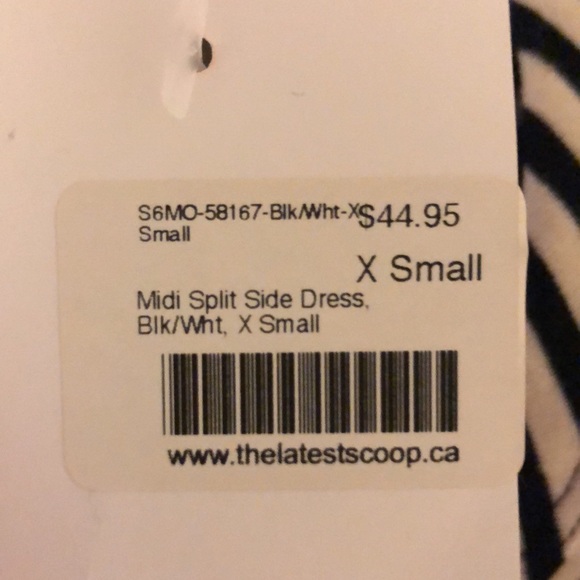 S6MO-58167-Blk/Wht-X
Small
$44.95
X Small
Midi Split Side Dress,
Blk/Wht, X Small
www.thelatestscoop.ca